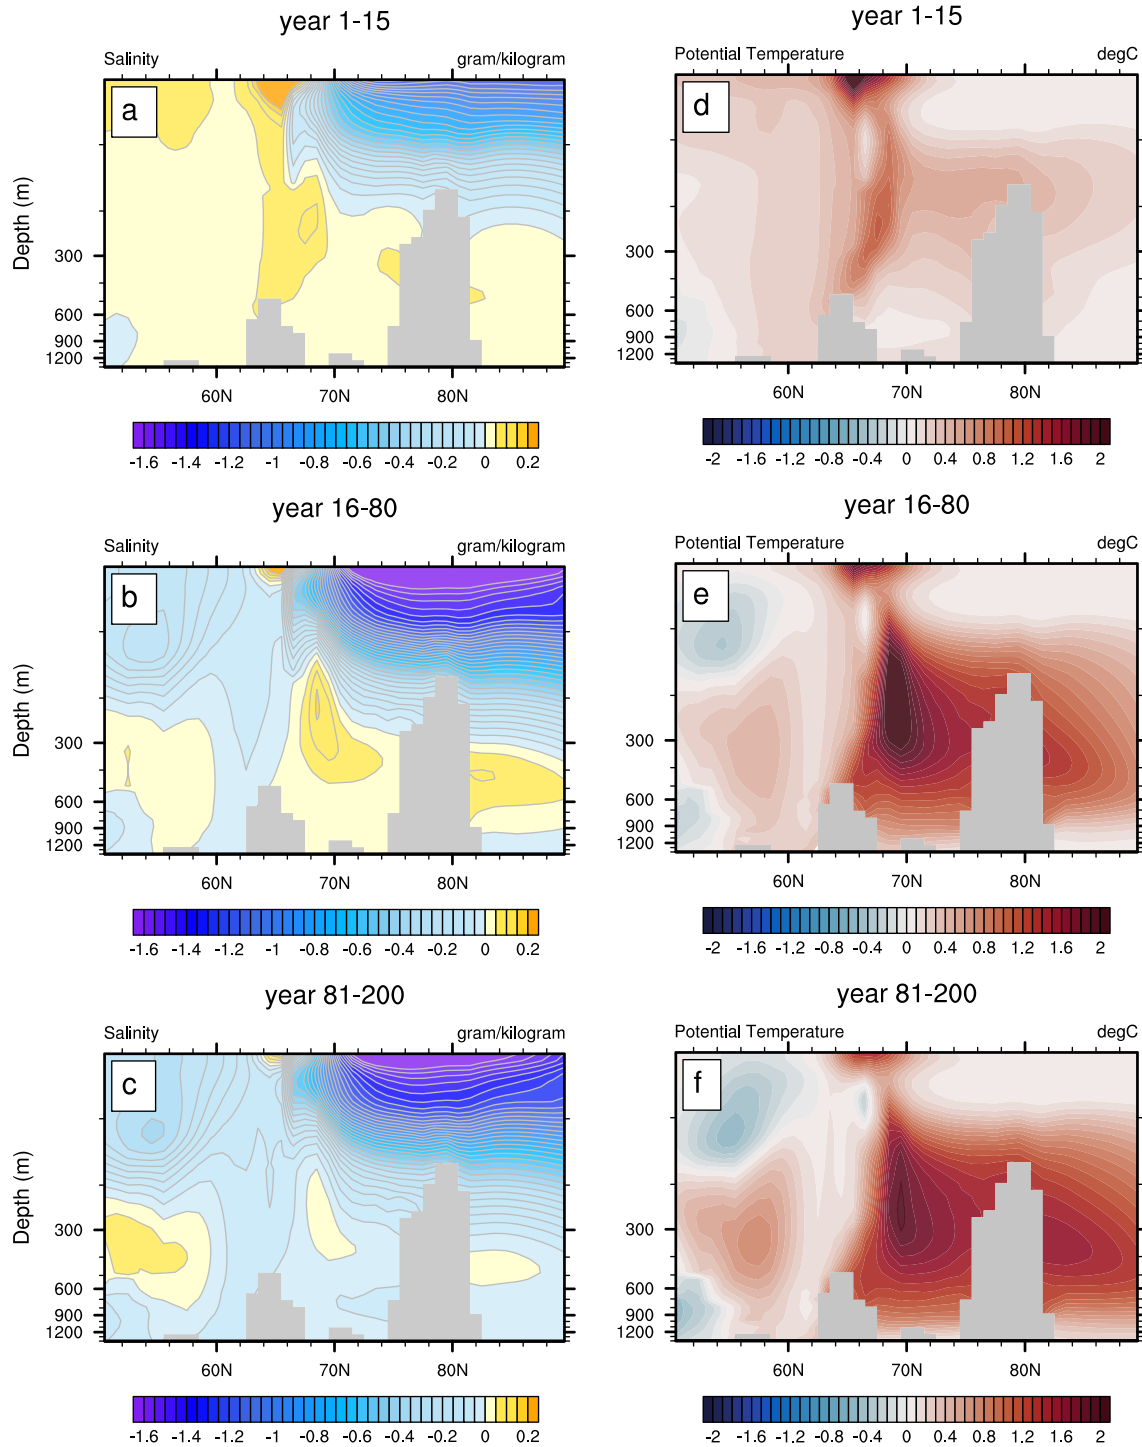 year 1-15
Salinity gram/kilogram
a
Depth (m)
300
600
900
1200
60N 70N 80N
-1.6 -1.4 -1.2 -1 -0.8 -0.6 -0.4 -0.2 0 0.2
year 1-15
Potential Temperature degC
d
300
600
900
1200
60N 70N 80N
-2 -1.2 -0.8 -0.4 0 0.4 0.8 1.2 1.6 2
year 16-80
Salinity gram/kilogram
b
Depth (m)
300
600
900
1200
60N 70N 80N
-1.6 -1.4 -1.2 -1 -0.8 -0.6 -0.4 -0.2 0 0.2
year 16-80
Potential Temperature degC
e
300
600
900
1200
60N 70N 80N
-2 -1.6 -1.2 -0.8 -0.4 0 0.4 0.8 1.2 1.6 2
year 81-200
Salinity gram/kilogram
c
Depth (m)
300
600
900
1200
60N 70N 80N
-1.6 -1.4 -1.2 -1 -0.8 -0.6 -0.4 -0.2 0 0.2
year 81-200
Potential Temperature degC
f
300
600
900
1200
60N 70N 80N
-2 -1.6 -1.2 -0.8 -0.4 0 0.4 0.8 1.2 1.6 2